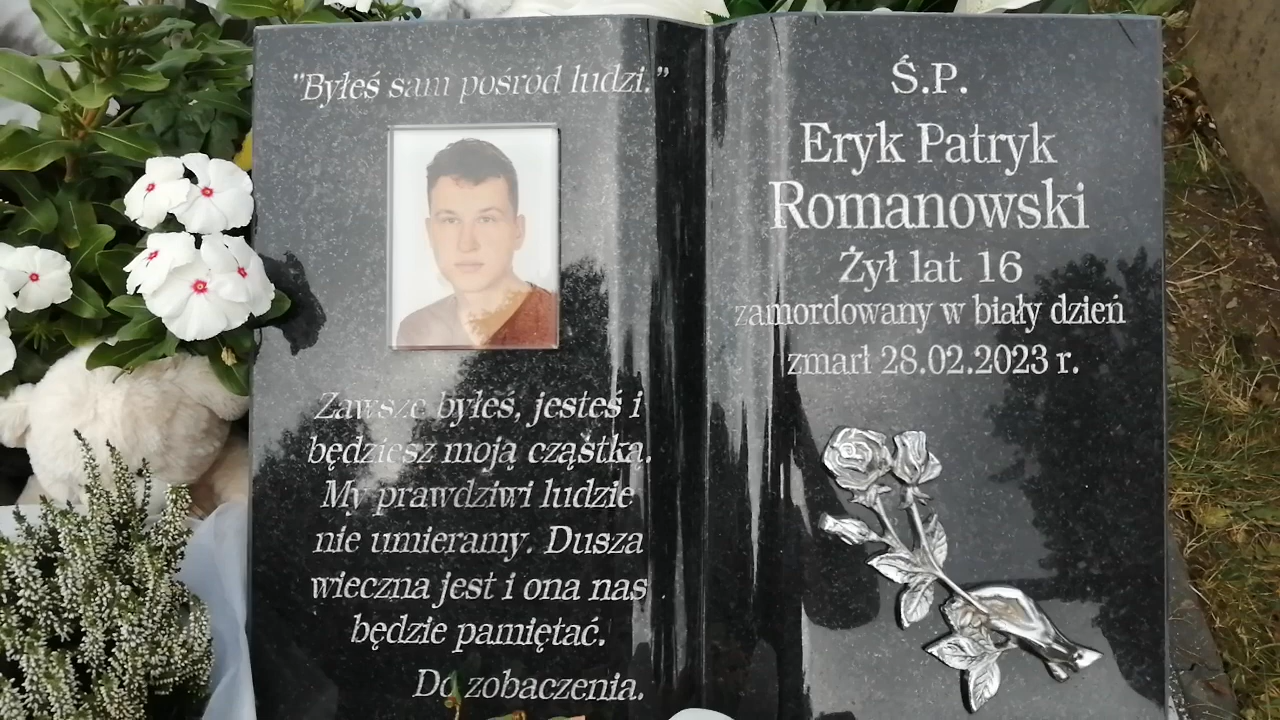 "Byłeś sam pośród ludzi."
Zawsze byłeś, jesteś i
będziesz moją cząstką.
My prawdziwi ludzie
nie umieramy. Dusza
wieczna jest i ona nas
będzie pamiętać.
Do zobaczenia.
Ś.P.
Eryk Patryk
Romanowski
Żył lat 16
zamordowany w biały dzień
zmarł 28.02.2023 r.